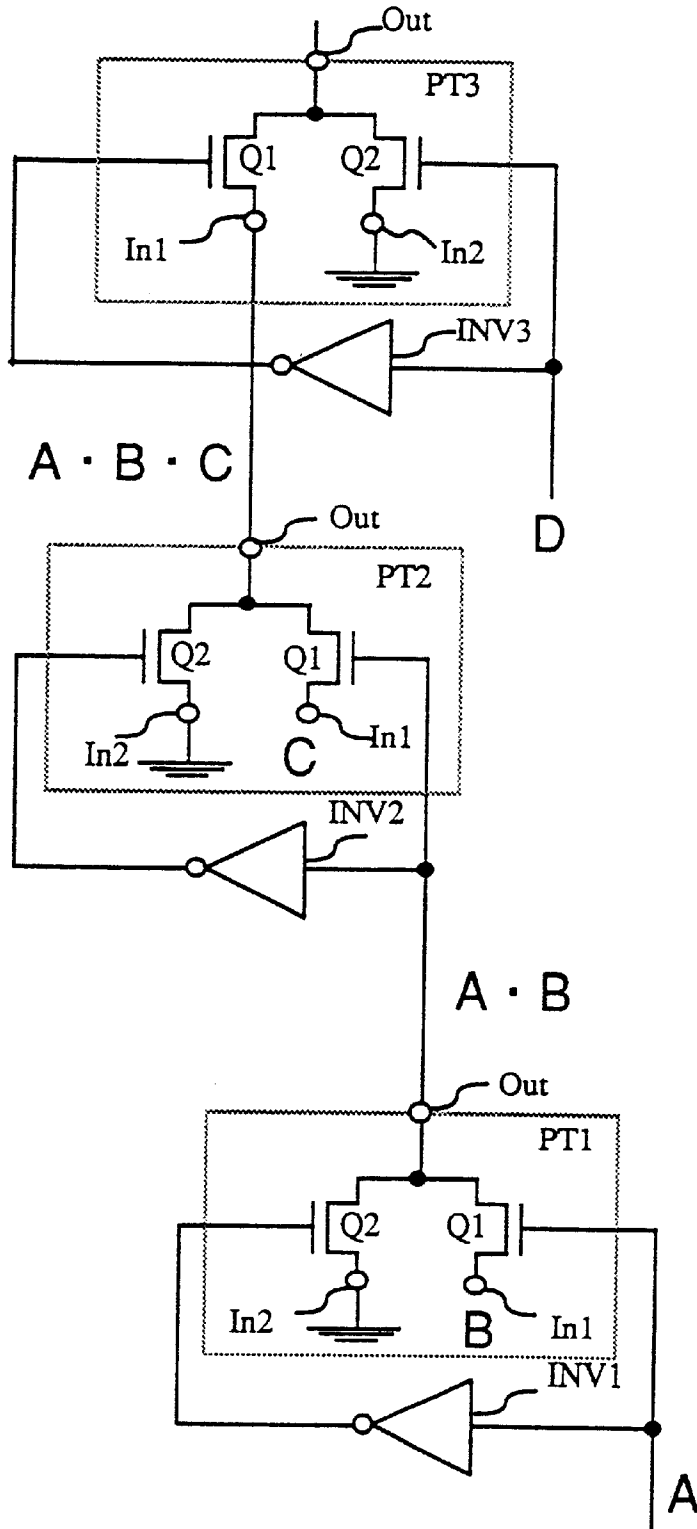 Out
PT3
Q1 Q2
In1 In2
INV3
A · B · C
D
Out
PT2
Q2 Q1
In2 C In1
INV2
A · B
Out
PT1
Q2 Q1
In2 B In1
INV1
A